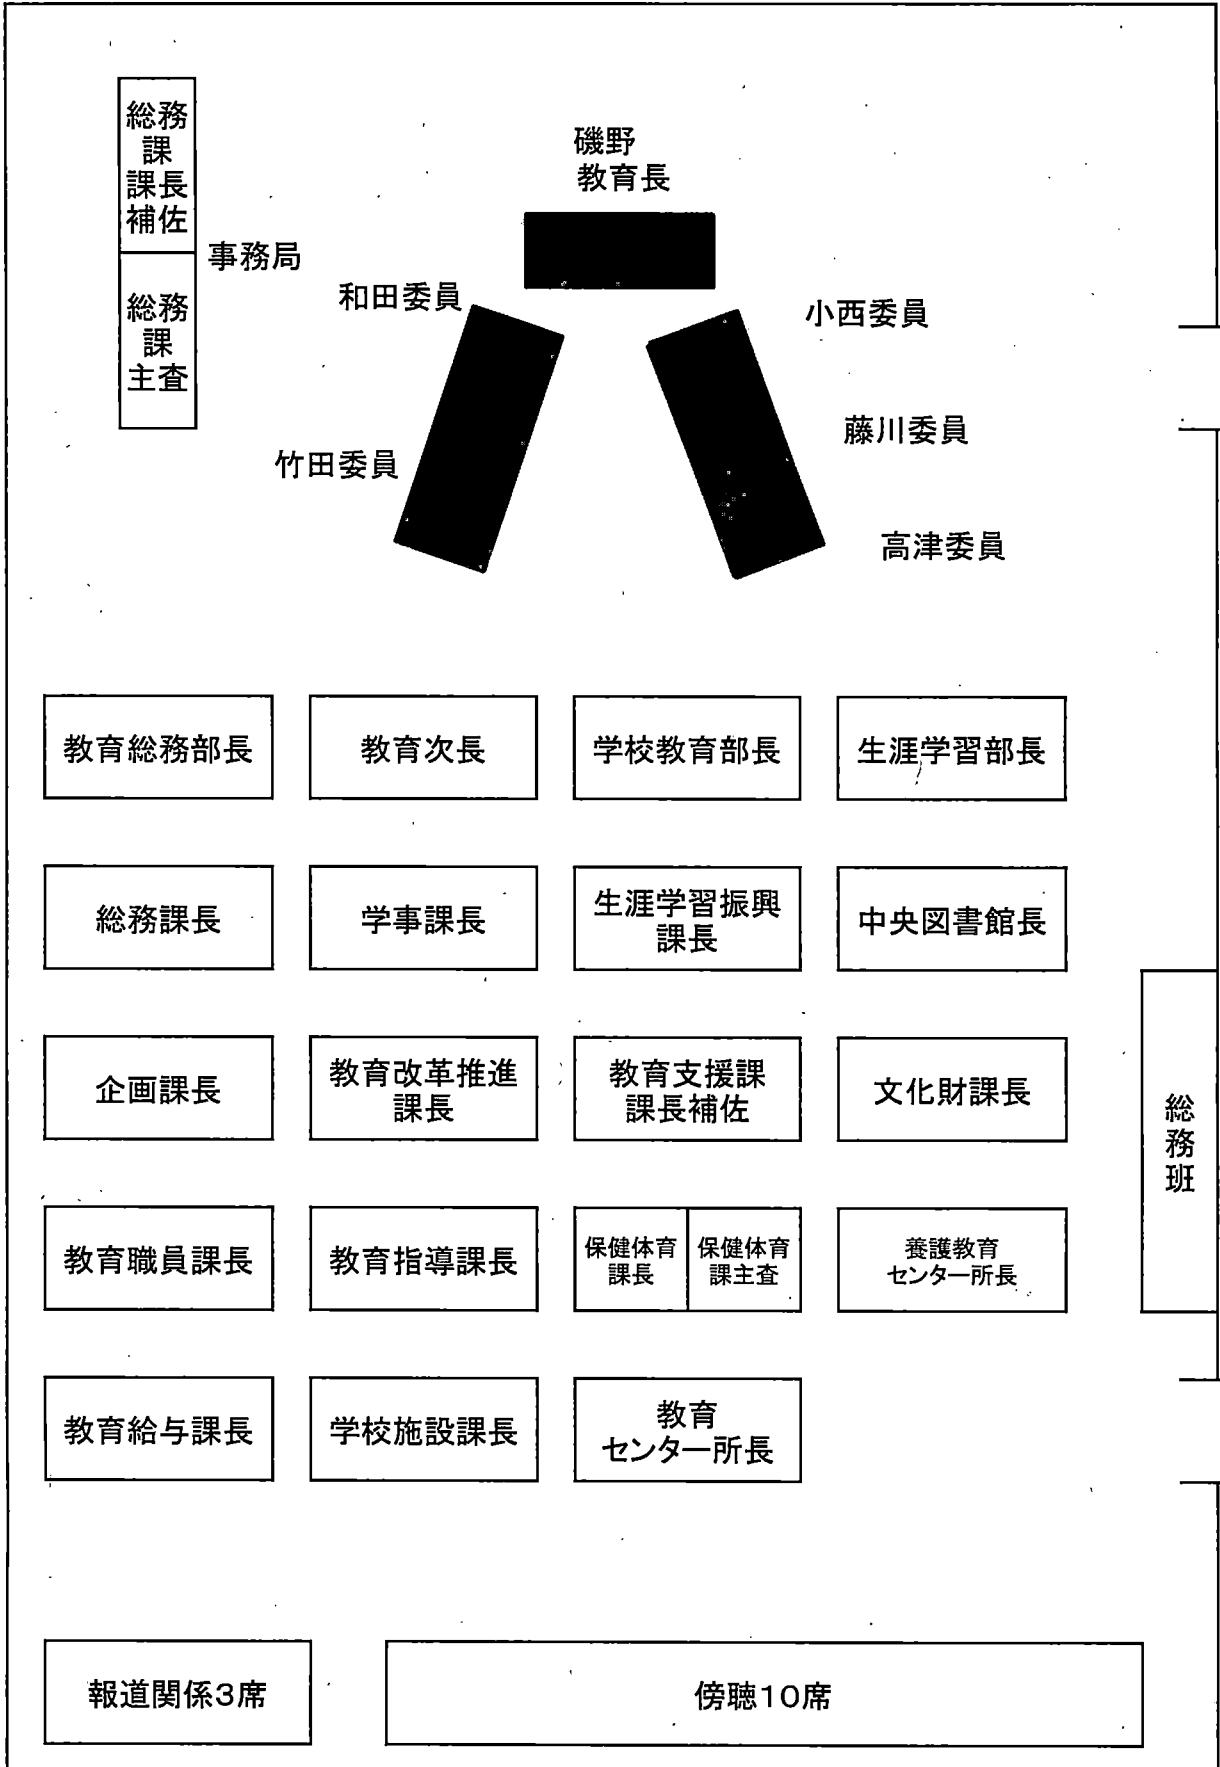 総務
課
課長
補佐
総務
課
主査
事務局
磯野
教育長
和田委員
小西委員
竹田委員
藤川委員
高津委員
教育総務部長
教育次長
学校教育部長
生涯学習部長
総務課長
学事課長
生涯学習振興
課長
中央図書館長
企画課長
教育改革推進
課長
教育支援課
課長補佐
文化財課長
総務班
教育職員課長
教育指導課長
保健体育
課長
保健体育
課主査
養護教育
センター所長
教育給与課長
学校施設課長
教育
センター所長
報道関係3席
傍聴10席